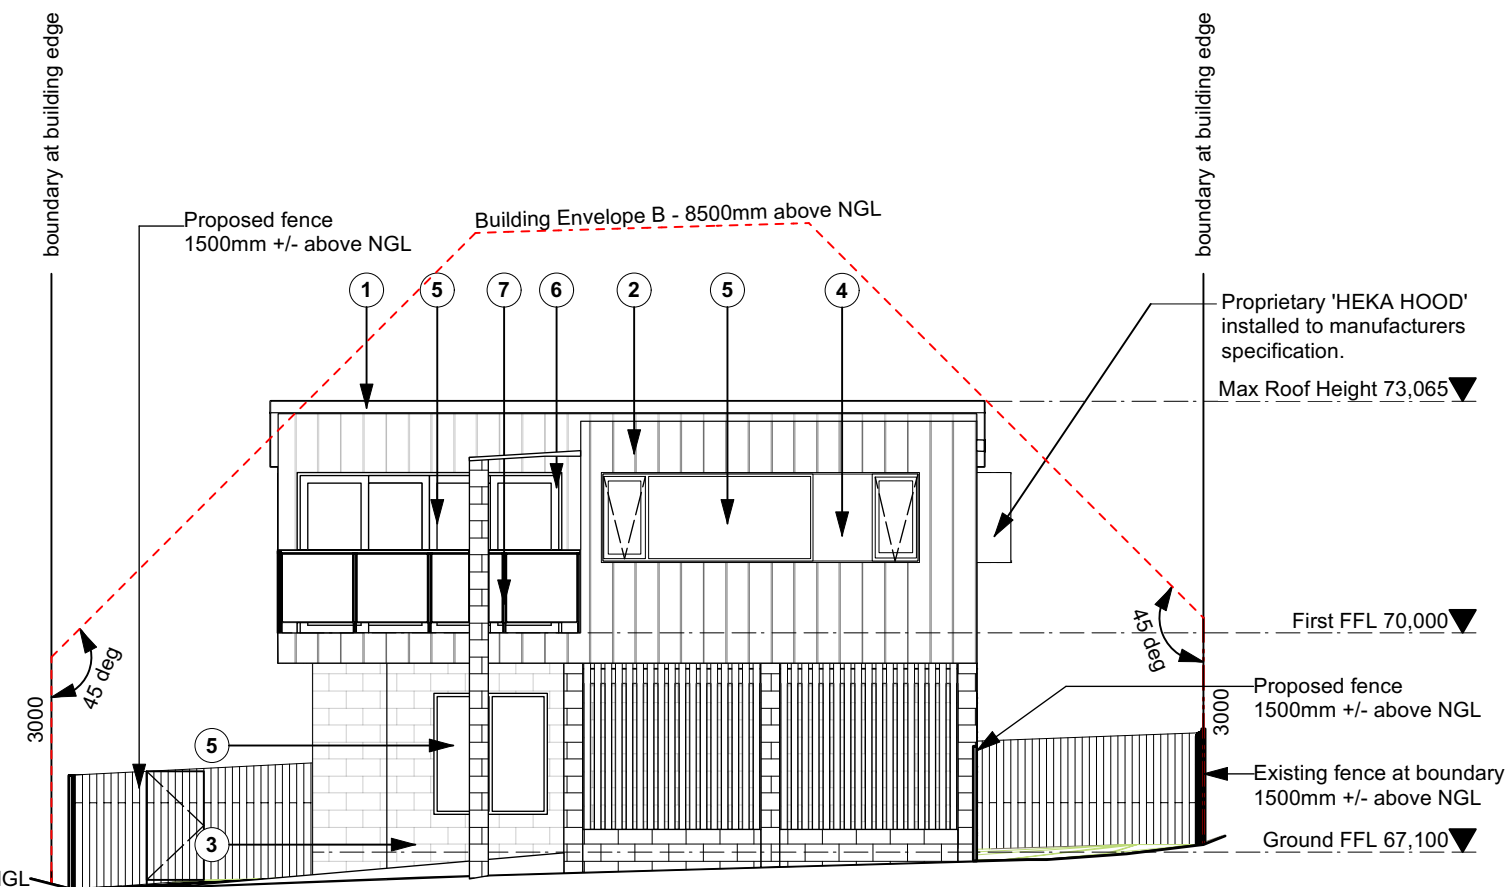 boundary at building edge
boundary at building edge
Proposed fence
1500mm +/- above NGL
Building Envelope B - 8500mm above NGL
1
5
7
6
2
5
4
Proprietary 'HEKA HOOD'
installed to manufacturers
specification.
Max Roof Height 73,065
First FFL 70,000
45 deg
45 deg
3000
3000
Proposed fence
1500mm +/- above NGL
5
Existing fence at boundary
1500mm +/- above NGL
3
Ground FFL 67,100
NGL